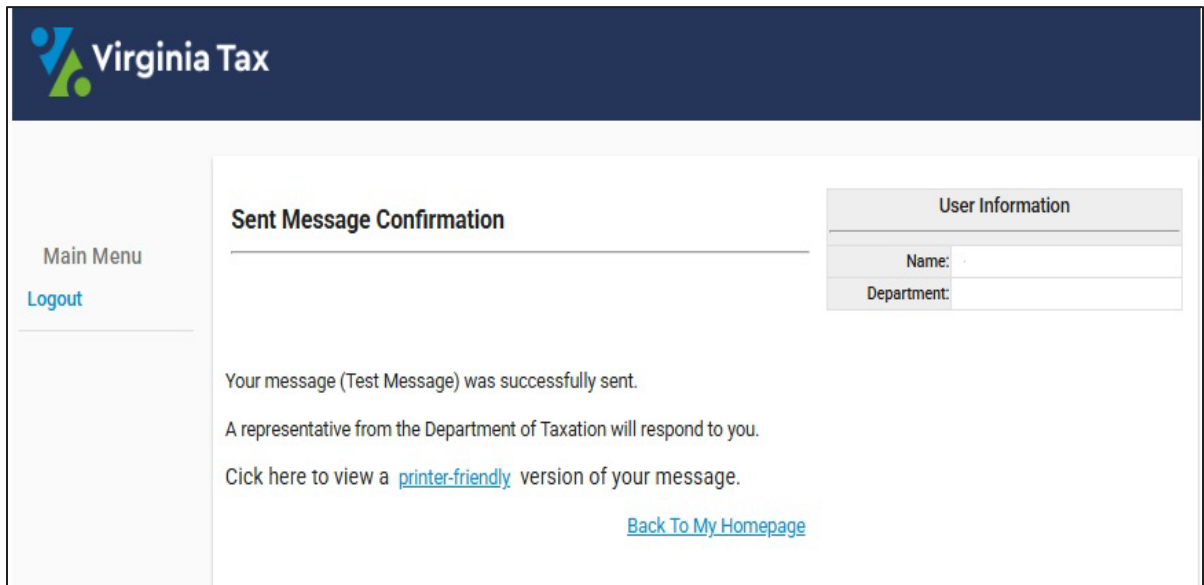 Virginia Tax
Main Menu
Logout
Sent Message Confirmation
User Information
Name:
Department:
Your message (Test Message) was successfully sent.
A representative from the Department of Taxation will respond to you.
Cick here to view a printer-friendly version of your message.
Back To My Homepage